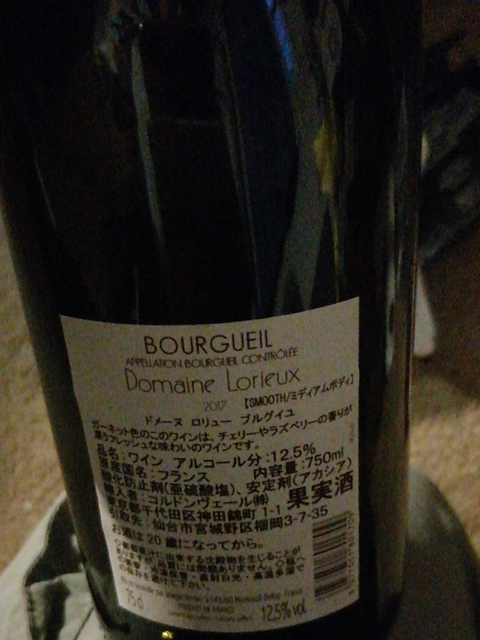 BOURGUEIL
APPELLATION BOURGUEIL CONTRÔLÉE
Domaine Lorieux
2017 【SMOOTH/ミディアムボディ】
ドメーヌ ロリュー ブルグイユ
ガーネット色のこのワインは、チェリーやラズベリーの香りが
薫るフレッシュな味わいのワインです。
品名:ワイン アルコール分:12.5%
原産国名:フランス 内容量:750ml
酸化防止剤(亜硫酸塩)、安定剤(アカシア)
輸入者:コルドンヴェール㈱ 果実酒
東京都千代田区神田錦町 1-1
引取先:仙台市宮城野区榴岡3-7-35
お酒は20歳になってから。
75cl PRODUCT OF FRANCE 12.5% vol.